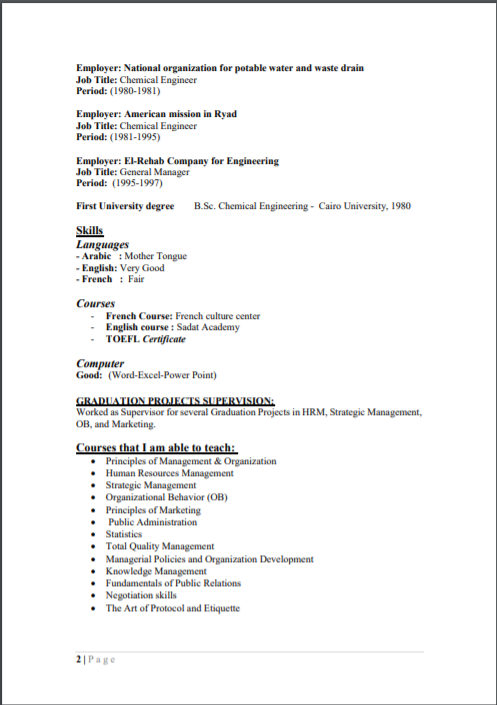 Employer: National organization for potable water and waste drain
Job Title: Chemical Engineer
Period: (1980-1981)
Employer: American mission in Ryad
Job Title: Chemical Engineer
Period: (1981-1995)
Employer: El-Rehab Company for Engineering
Job Title: General Manager
Period: (1995-1997)
First University degree B.Sc. Chemical Engineering - Cairo University, 1980
Skills
Languages
- Arabic : Mother Tongue
- English: Very Good
- French : Fair
Courses
- French Course: French culture center
- English course : Sadat Academy
- TOEFL Certificate
Computer
Good: (Word-Excel-Power Point)
GRADUATION PROJECTS SUPERVISION:
Worked as Supervisor for several Graduation Projects in HRM, Strategic Management,
OB, and Marketing.
Courses that I am able to teach:
• Principles of Management & Organization
• Human Resources Management
• Strategic Management
• Organizational Behavior (OB)
• Principles of Marketing
• Public Administration
• Statistics
• Total Quality Management
• Managerial Policies and Organization Development
• Knowledge Management
• Fundamentals of Public Relations
• Negotiation skills
• The Art of Protocol and Etiquette
2 | Page